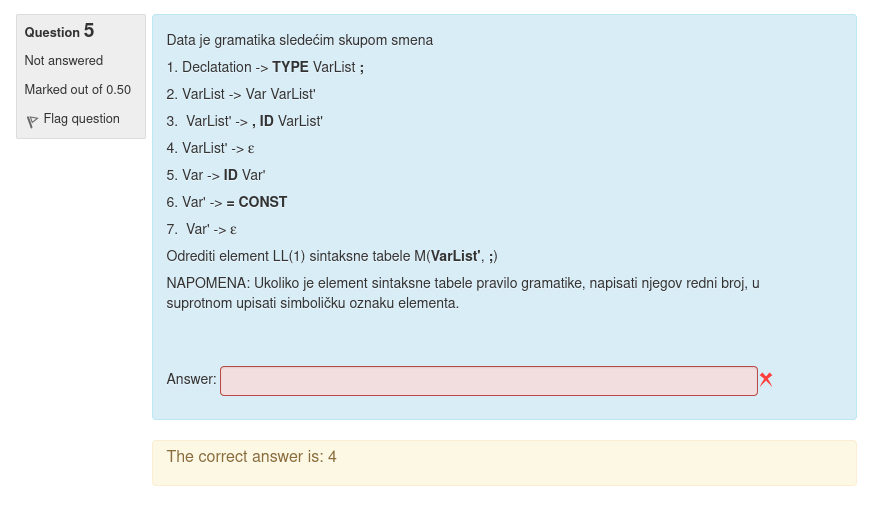 Question 5
Not answered
Marked out of 0.50
Flag question
Data je gramatika sledećim skupom smena
1. Declatation -> TYPE VarList ;
2. VarList -> Var VarList'
3. VarList' -> , ID VarList'
4. VarList' -> ε
5. Var -> ID Var'
6. Var' -> = CONST
7. Var' -> ε
Odrediti element LL(1) sintaksne tabele M(VarList', ;)
NAPOMENA: Ukoliko je element sintaksne tabele pravilo gramatike, napisati njegov redni broj, u
suprotnom upisati simboličku oznaku elementa.
Answer:
The correct answer is: 4